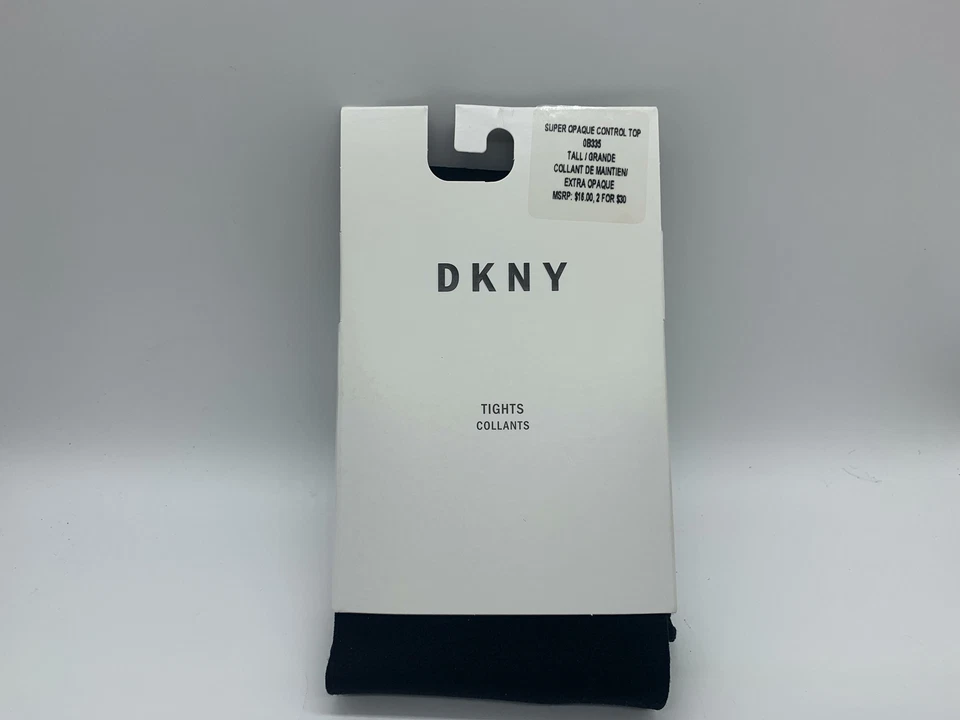 SUPER OPAQUE CONTROL TOP
0B335
TALL / GRANDE
COLLANT DE MAINTIEN/
EXTRA OPAQUE
MSRP: $18.00, 2 FOR $30
DKNY
TIGHTS
COLLANTS